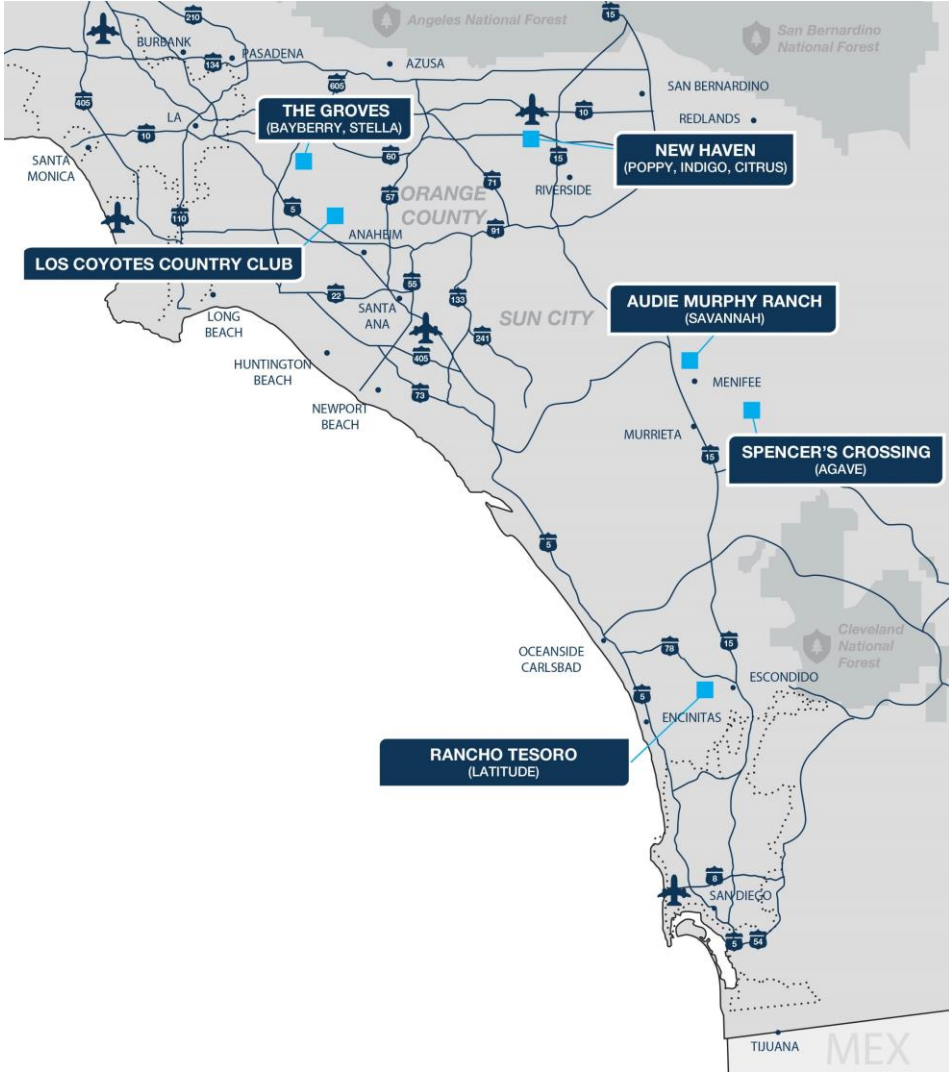 15
Angeles National Forest
San Bernardino
National Forest
210
BURBANK
PASADENA
134
AZUSA
405
605
SAN BERNARDINO
THE GROVES
(BAYBERRY, STELLA)
10
REDLANDS
LA
10
NEW HAVEN
(POPPY, INDIGO, CITRUS)
SANTA
MONICA
60
15
71
RIVERSIDE
57
ORANGE
COUNTY
5
110
91
ANAHEIM
LOS COYOTES COUNTRY CLUB
55
22
SANTA
ANA
133
AUDIE MURPHY RANCH
(SAVANNAH)
LONG
BEACH
SUN CITY
241
HUNTINGTON
BEACH
405
73
MENIFEE
NEWPORT
BEACH
MURRIETA
15
SPENCER'S CROSSING
(AGAVE)
5
Cleveland
National
Forest
OCEANSIDE
CARLSBAD
78
15
ESCONDIDO
5
ENCINITAS
RANCHO TESORO
(LATITUDE)
8
SAN DIEGO
5
54
TIJUANA
MEX